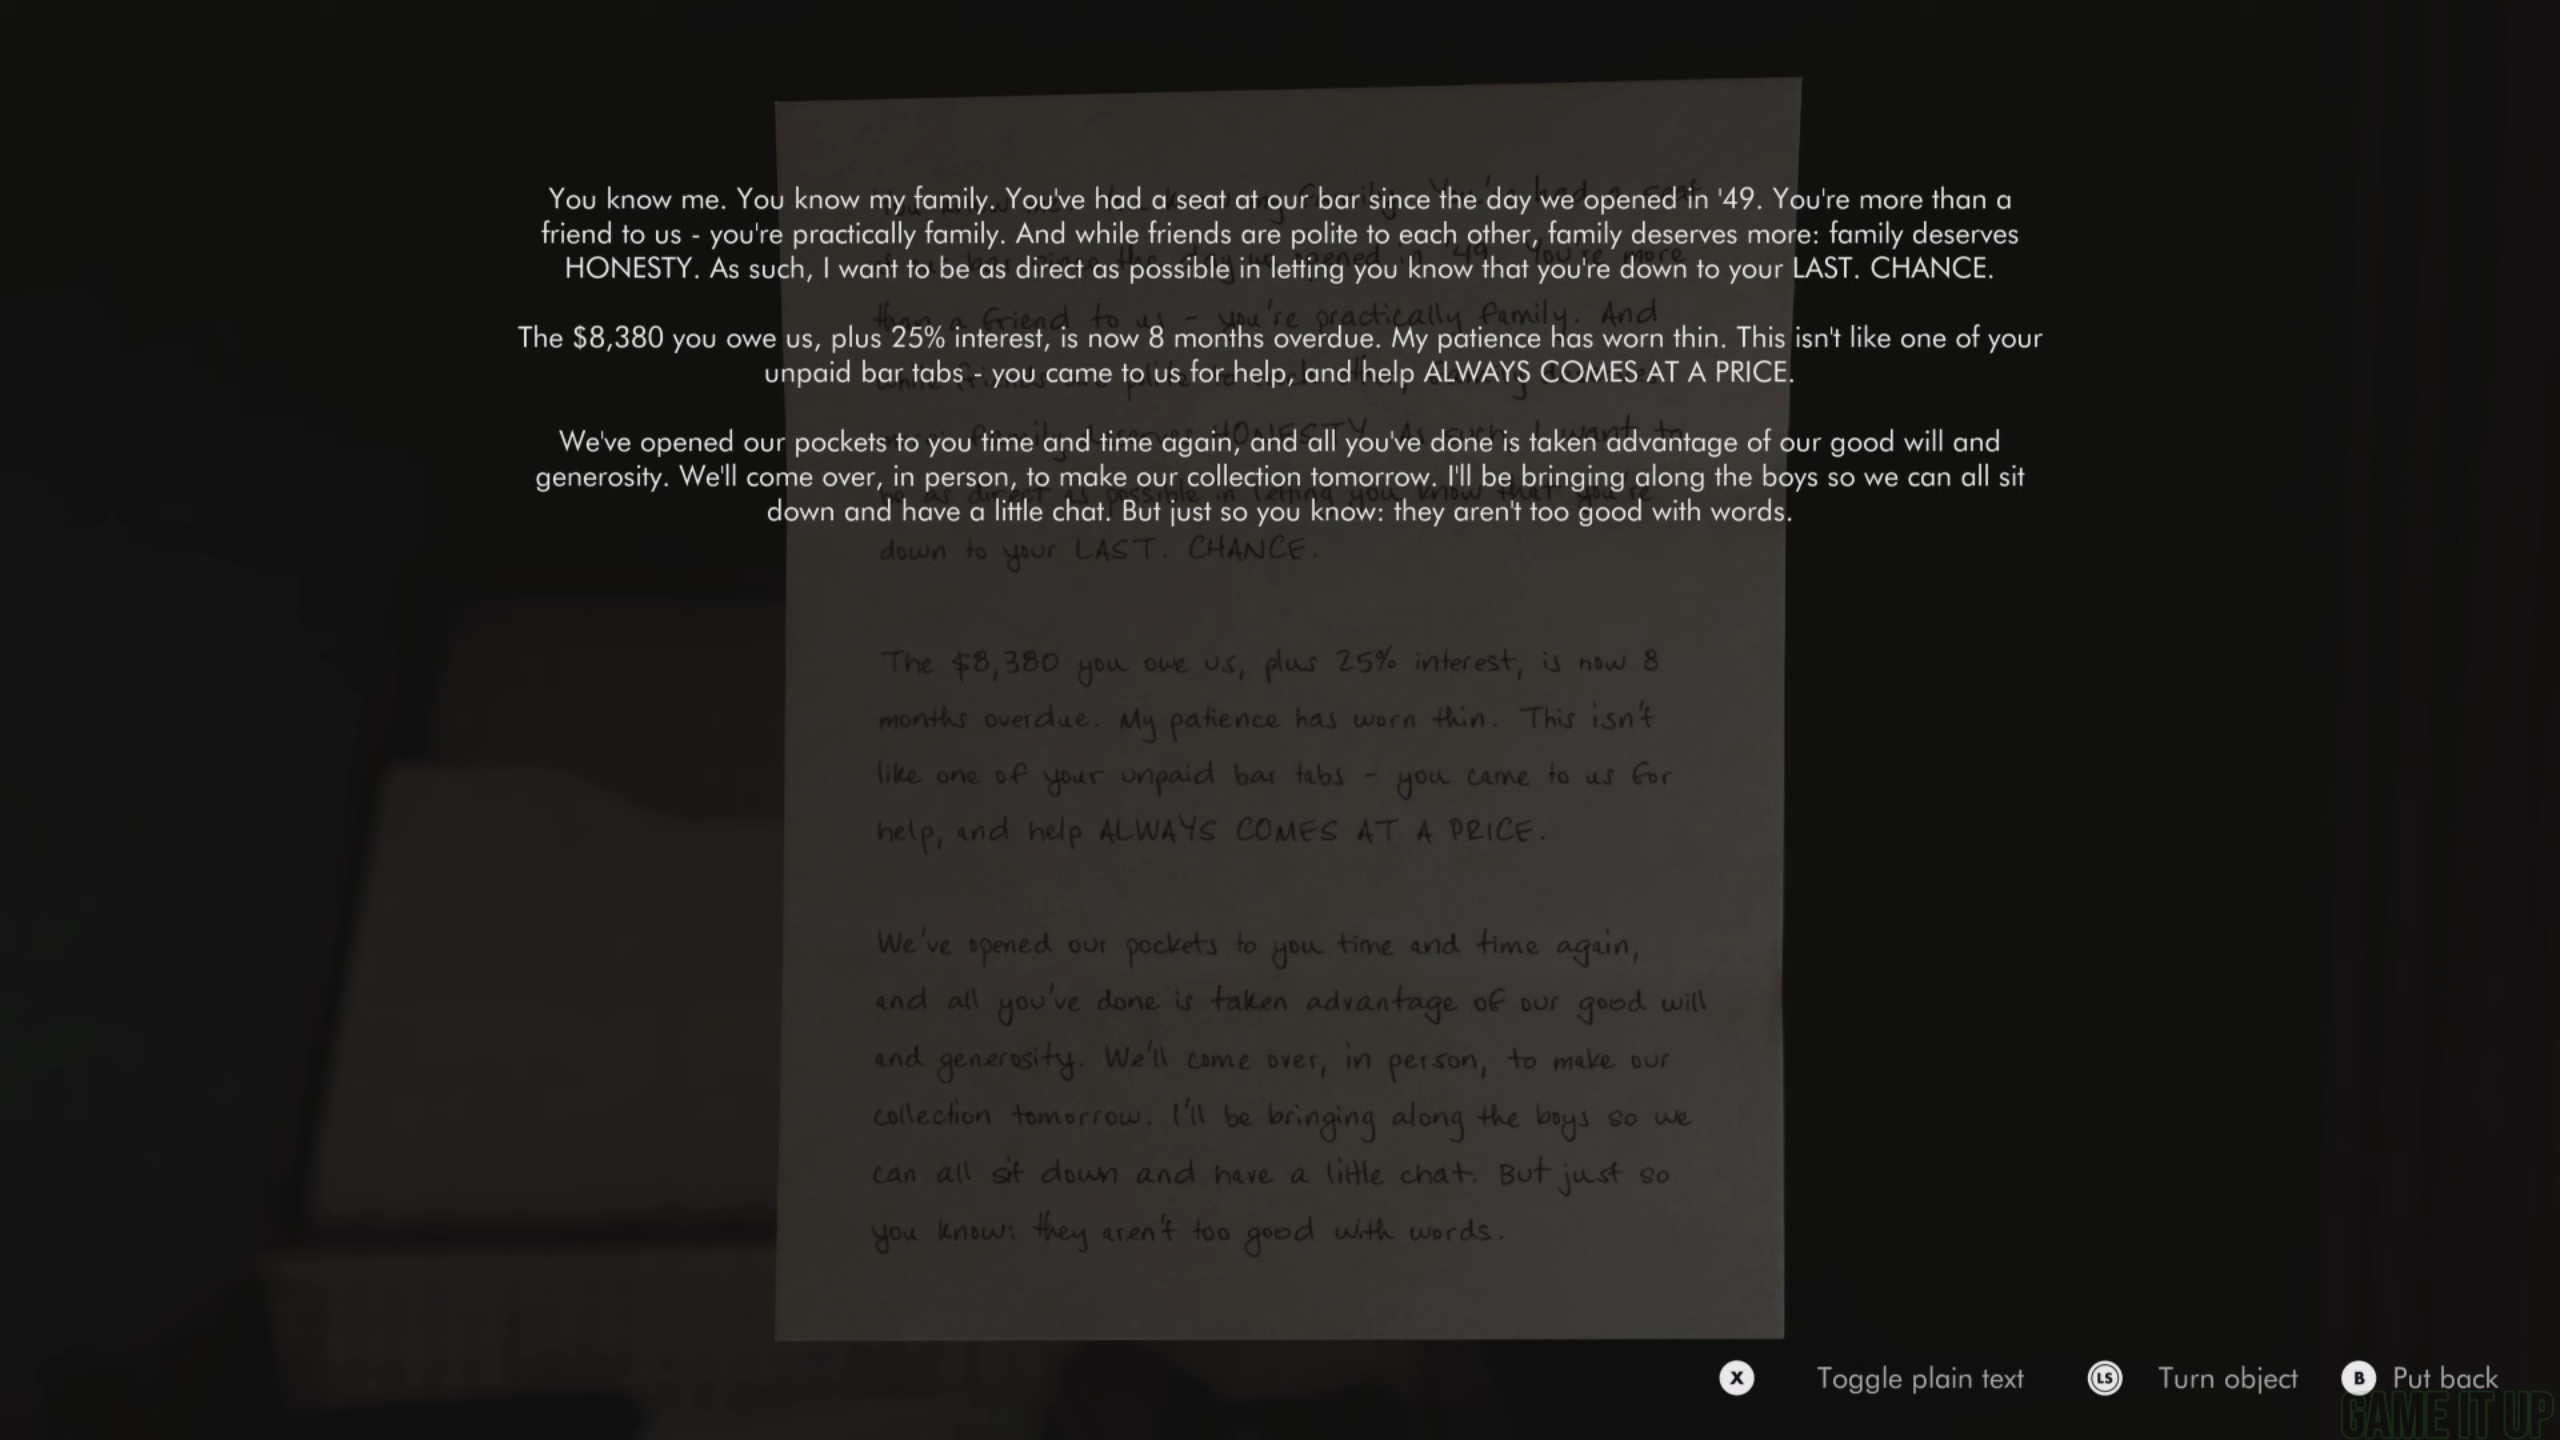 You know me. You know my family. You've had a seat at our bar since the day we opened in '49. You're more than a
friend to us - you're practically family. And while friends are polite to each other, family deserves more: family deserves
HONESTY. As such, I want to be as direct as possible in letting you know that you're down to your LAST. CHANCE.
The $8,380 you owe us, plus 25% interest, is now 8 months overdue. My patience has worn thin. This isn't like one of your
unpaid bar tabs - you came to us for help, and help ALWAYS COMES AT A PRICE.
We've opened our pockets to you time and time again, and all you've done is taken advantage of our good will and
generosity. We'll come over, in person, to make our collection tomorrow. I'll be bringing along the boys so we can all sit
down and have a little chat. But just so you know: they aren't too good with words.
than a friend to us - you're practically family. And
down to your LAST. CHANCE.
The $8,380 you owe us, plus 25% interest, is now 8
months overdue. My patience has worn thin. This isn't
like one of your unpaid bar tabs - you came to us for
help, and help ALWAYS COMES AT A PRICE.
We've opened our pockets to you time and time again,
and all you've done is taken advantage of our good will
and generosity. We'll come over, in person, to make our
collection tomorrow. I'll be bringing along the boys so we
can all sit down and have a little chat. But just so
you know: they aren't too good with words.
X Toggle plain text LS Turn object B Put back
GAME IT UP